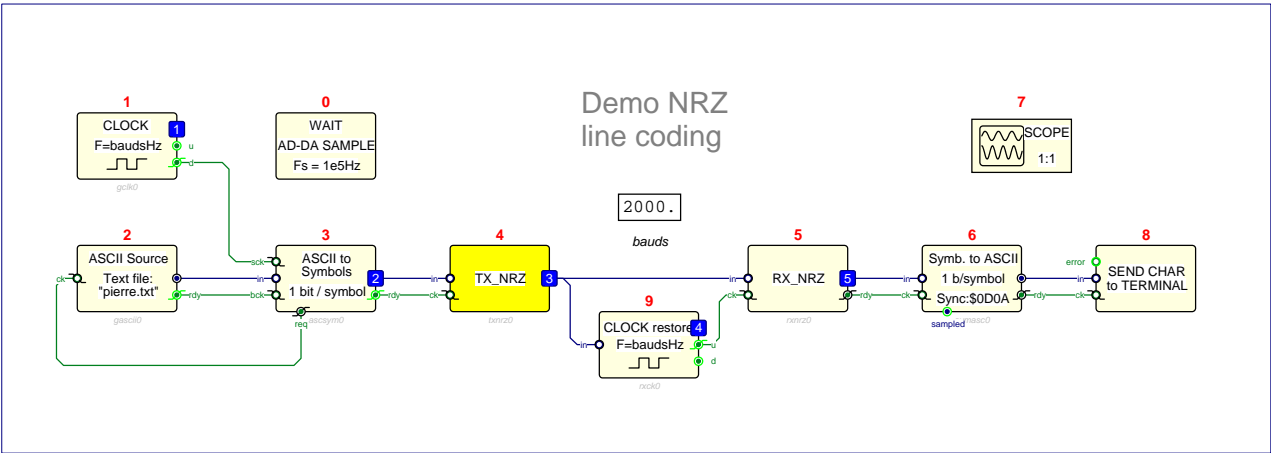 Demo NRZ
line coding
1
CLOCK
F=baudsHz
1
u
d
gclk0
0
WAIT
AD-DA SAMPLE
Fs = 1e5Hz
7
SCOPE
1:1
2000.
bauds
2
ASCII Source
Text file:
"pierre.txt"
ck
rdy
gascii0
3
ASCII to
Symbols
1 bit / symbol
sck
in
bck
2
rdy
req
ascsym0
4
TX_NRZ
in
ck
3
txnrz0
9
CLOCK restore
F=baudsHz
in
4
u
d
rxck0
5
RX_NRZ
in
ck
5
rdy
rxnrz0
6
Symb. to ASCII
1 b/symbol
Sync:$0D0A
in
ck
rdy
sampled
masc0
8
SEND CHAR
to TERMINAL
error
in
ck